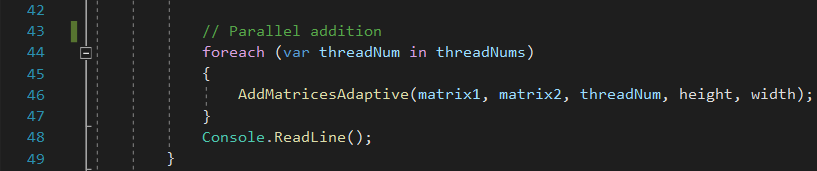 42
43 // Parallel addition
44 foreach (var threadNum in threadNums)
45 {
46 AddMatricesAdaptive(matrix1, matrix2, threadNum, height, width);
47 }
48 Console.ReadLine();
49 }